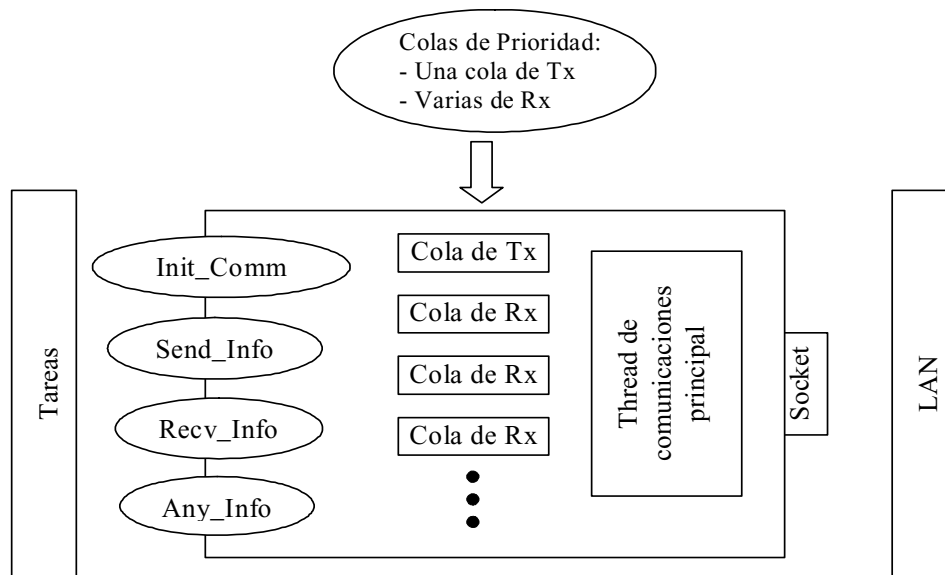 Colas de Prioridad:
- Una cola de Tx
- Varias de Rx
Tareas
Init_Comm
Send_Info
Recv_Info
Any_Info
Cola de Tx
Cola de Rx
Cola de Rx
Cola de Rx
Thread de
comunicaciones
principal
Socket
LAN